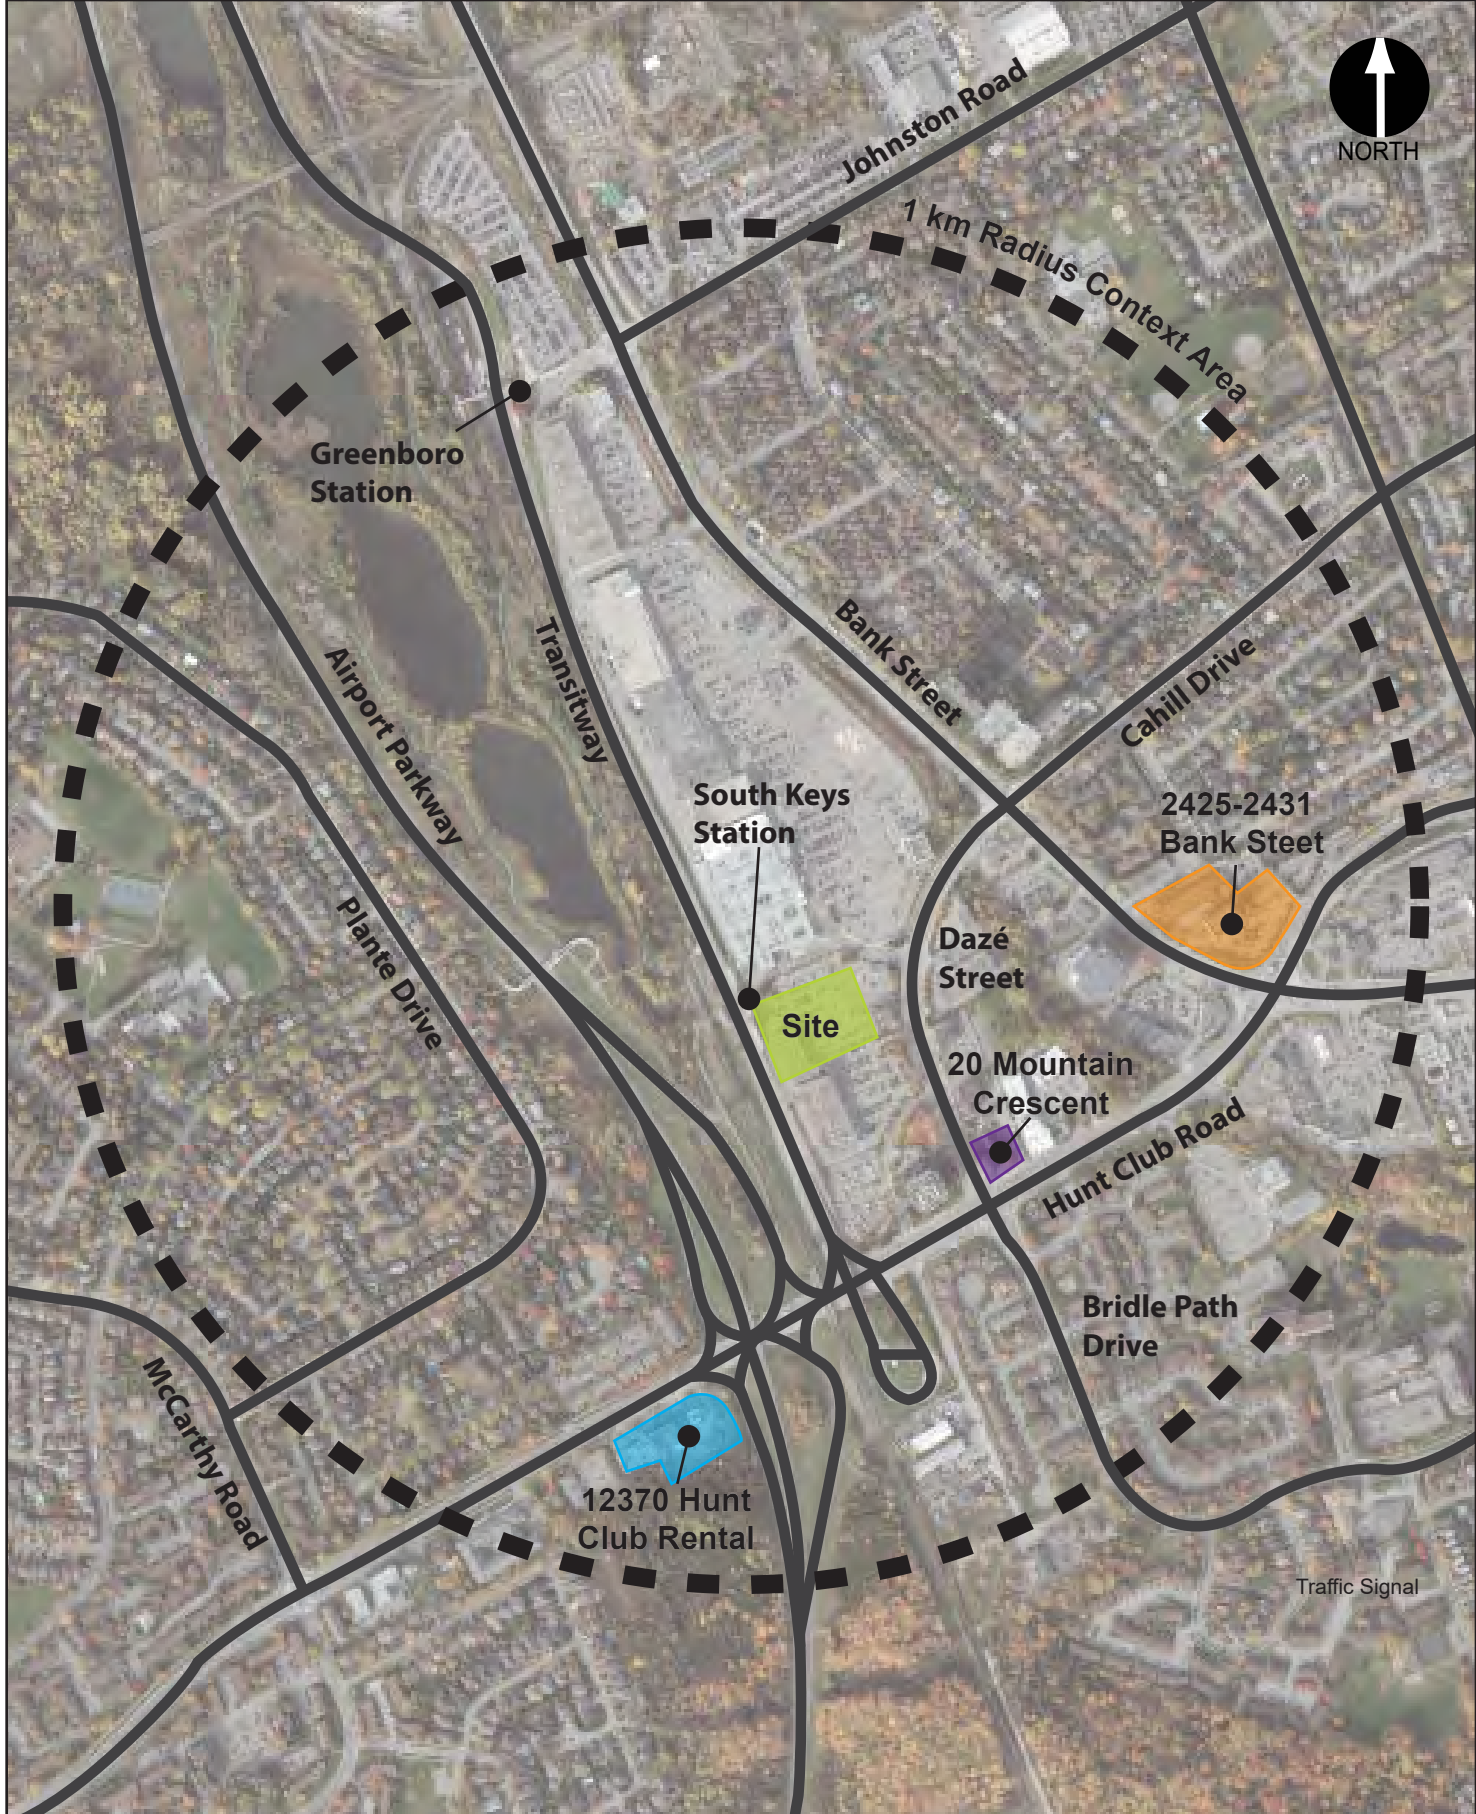 NORTH
Johnston Road
1 km Radius Context Area
Greenboro
Station
Bank Street
Transitway
Airport Parkway
Cahill Drive
South Keys
Station
2425-2431
Bank Steet
Plante Drive
Dazé
Street
Site
20 Mountain
Crescent
Hunt Club Road
Bridle Path
Drive
McCarthy Road
12370 Hunt
Club Rental
Traffic Signal